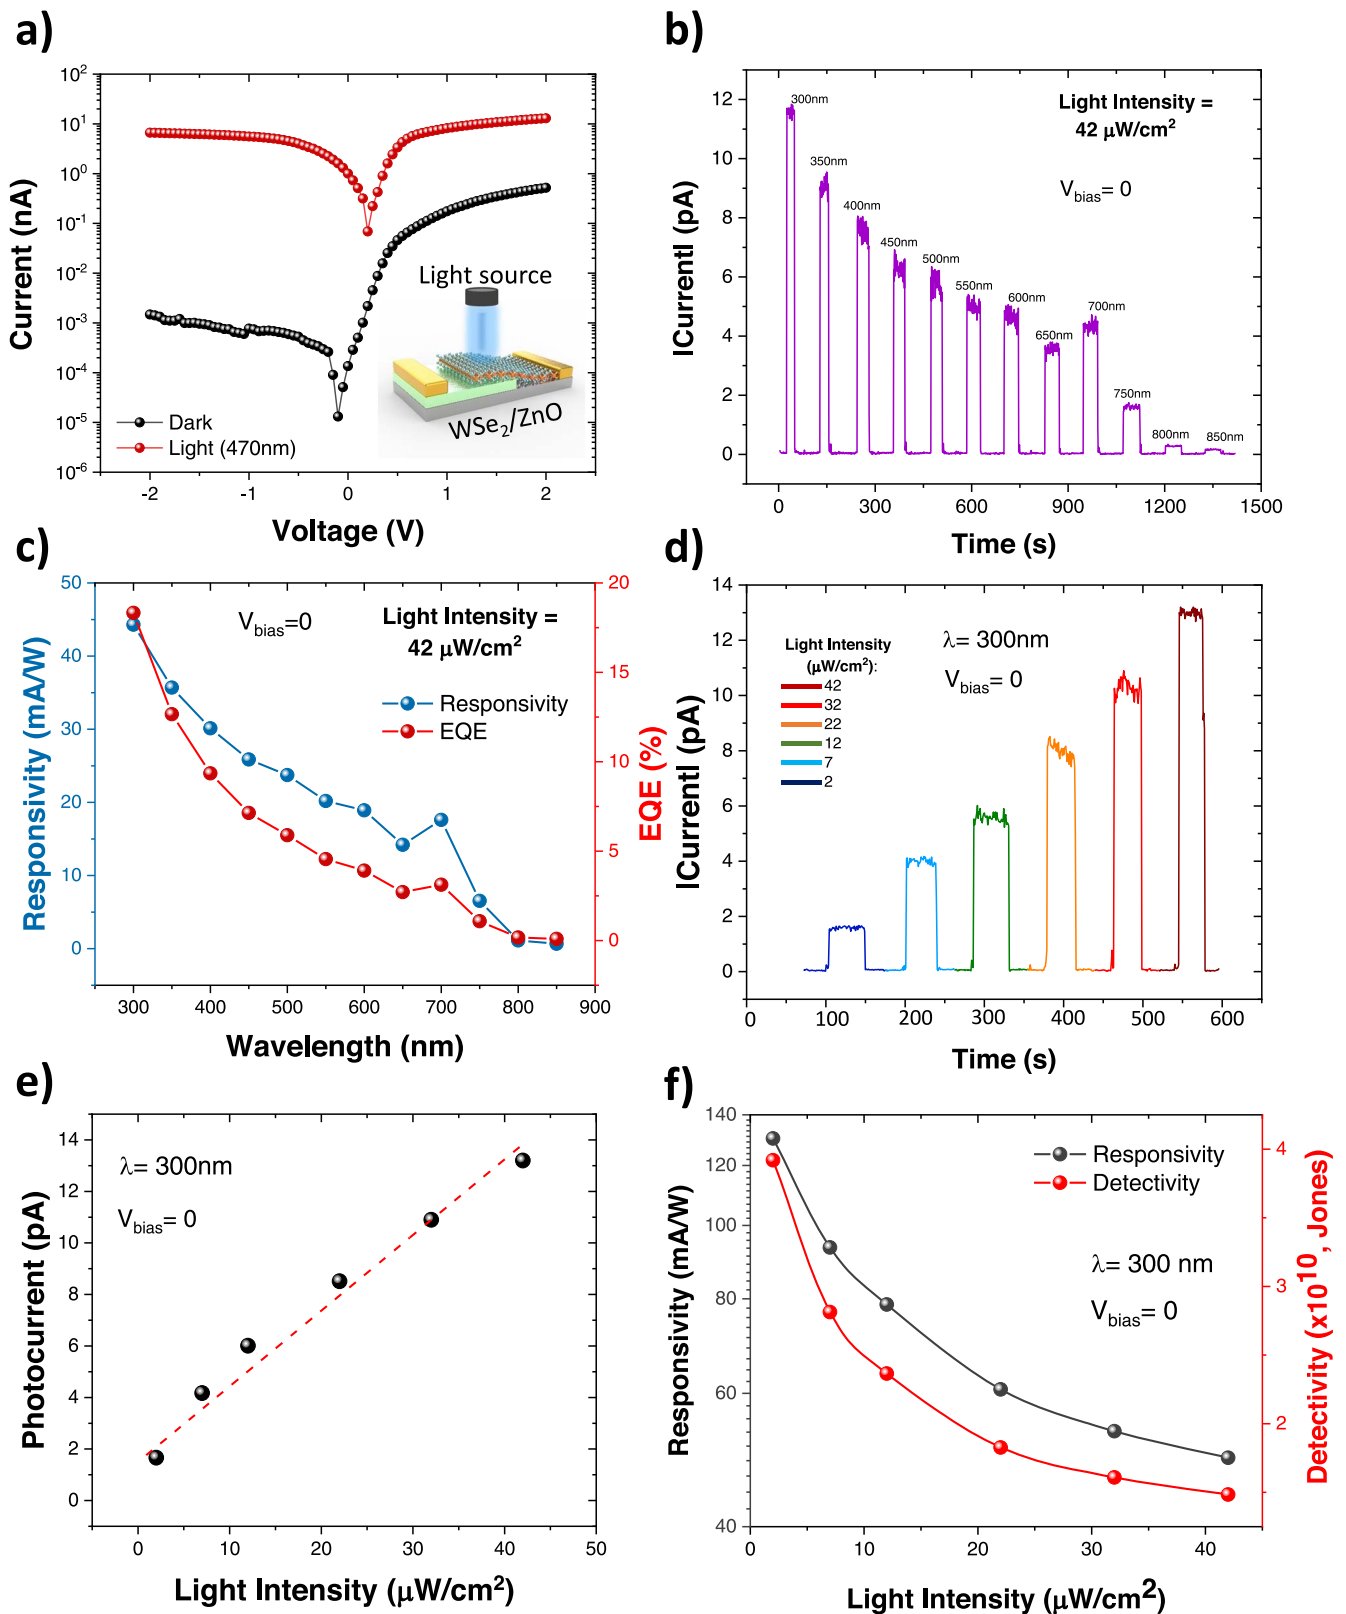 a)
10²
10¹
10⁰
10⁻¹
10⁻²
10⁻³
10⁻⁴
10⁻⁵
10⁻⁶
Current (nA)
Light source
WSe₂/ZnO
Dark
Light (470nm)
-2 -1 0 1 2
Voltage (V)
b)
12
10
8
6
4
2
0
ICurrentl (pA)
Light Intensity =
42 µW/cm²
V_bias= 0
300nm
350nm
400nm
450nm
500nm
550nm
600nm
650nm
700nm
750nm
800nm
850nm
0 300 600 900 1200 1500
Time (s)
c)
50
40
30
20
10
0
Responsivity (mA/W)
V_bias=0
Light Intensity =
42 µW/cm²
Responsivity
EQE
20
15
10
5
0
EQE (%)
300 400 500 600 700 800 900
Wavelength (nm)
d)
14
12
10
8
6
4
2
0
ICurrentl (pA)
Light Intensity
(µW/cm²):
42
32
22
12
7
2
λ= 300nm
V_bias= 0
0 100 200 300 400 500 600
Time (s)
e)
14
12
10
8
6
4
2
0
Photocurrent (pA)
λ= 300nm
V_bias= 0
0 10 20 30 40 50
Light Intensity (µW/cm²)
f)
140
120
100
80
60
40
Responsivity (mA/W)
Responsivity
Detectivity
λ= 300 nm
V_bias= 0
4
3
2
Detectivity (x10¹⁰, Jones)
0 10 20 30 40
Light Intensity (µW/cm²)